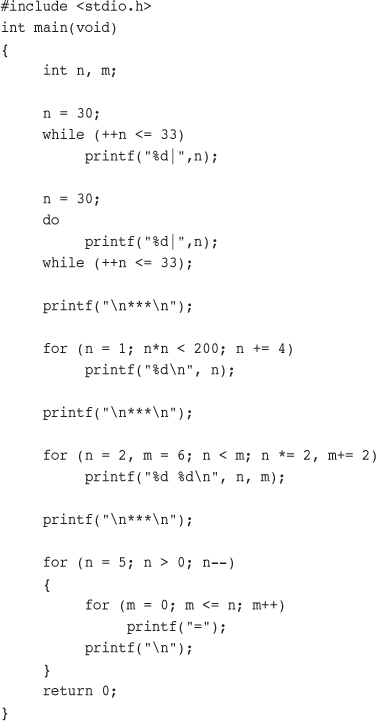 #include <stdio.h>
int main(void)
{
int n, m;
n = 30;
while (++n <= 33)
printf("%d|",n);
n = 30;
do
printf("%d|",n);
while (++n <= 33);
printf("\n***\n");
for (n = 1; n*n < 200; n += 4)
printf("%d\n", n);
printf("\n***\n");
for (n = 2, m = 6; n < m; n *= 2, m+= 2)
printf("%d %d\n", n, m);
printf("\n***\n");
for (n = 5; n > 0; n--)
{
for (m = 0; m <= n; m++)
printf("=");
printf("\n");
}
return 0;
}